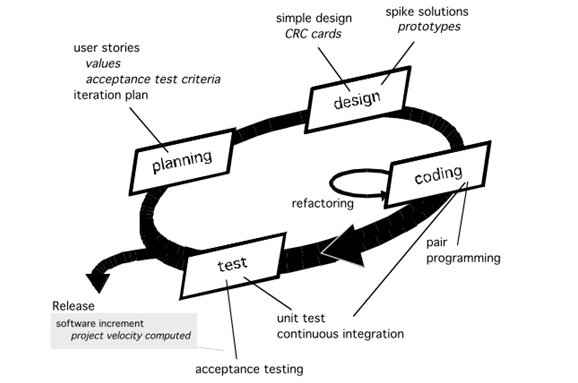 simple design
CRC cards
spike solutions
prototypes
user stories
values
acceptance test criteria
iteration plan
design
planning
coding
refactoring
test
pair
programming
Release
software increment
project velocity computed
unit test
continuous integration
acceptance testing